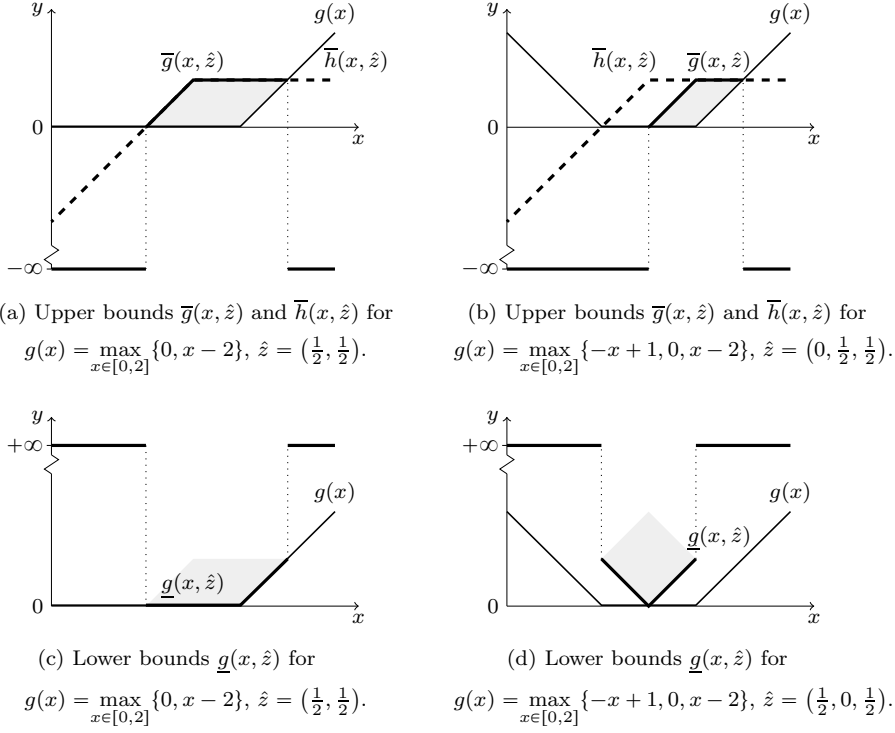 y
g(x)
g̅(x, ẑ)
h̅(x, ẑ)
0
x
−∞
y
g(x)
h̅(x, ẑ)
g̅(x, ẑ)
0
x
−∞
(a) Upper bounds g̅(x, ẑ) and h̅(x, ẑ) for
g(x) = max_{x∈[0,2]} {0, x − 2}, ẑ = (1/2, 1/2).
(b) Upper bounds g̅(x, ẑ) and h̅(x, ẑ) for
g(x) = max_{x∈[0,2]} {−x + 1, 0, x − 2}, ẑ = (0, 1/2, 1/2).
y
+∞
g(x)
g̲(x, ẑ)
0
x
y
+∞
g(x)
g̲(x, ẑ)
0
x
(c) Lower bounds g̲(x, ẑ) for
g(x) = max_{x∈[0,2]} {0, x − 2}, ẑ = (1/2, 1/2).
(d) Lower bounds g̲(x, ẑ) for
g(x) = max_{x∈[0,2]} {−x + 1, 0, x − 2}, ẑ = (1/2, 0, 1/2).